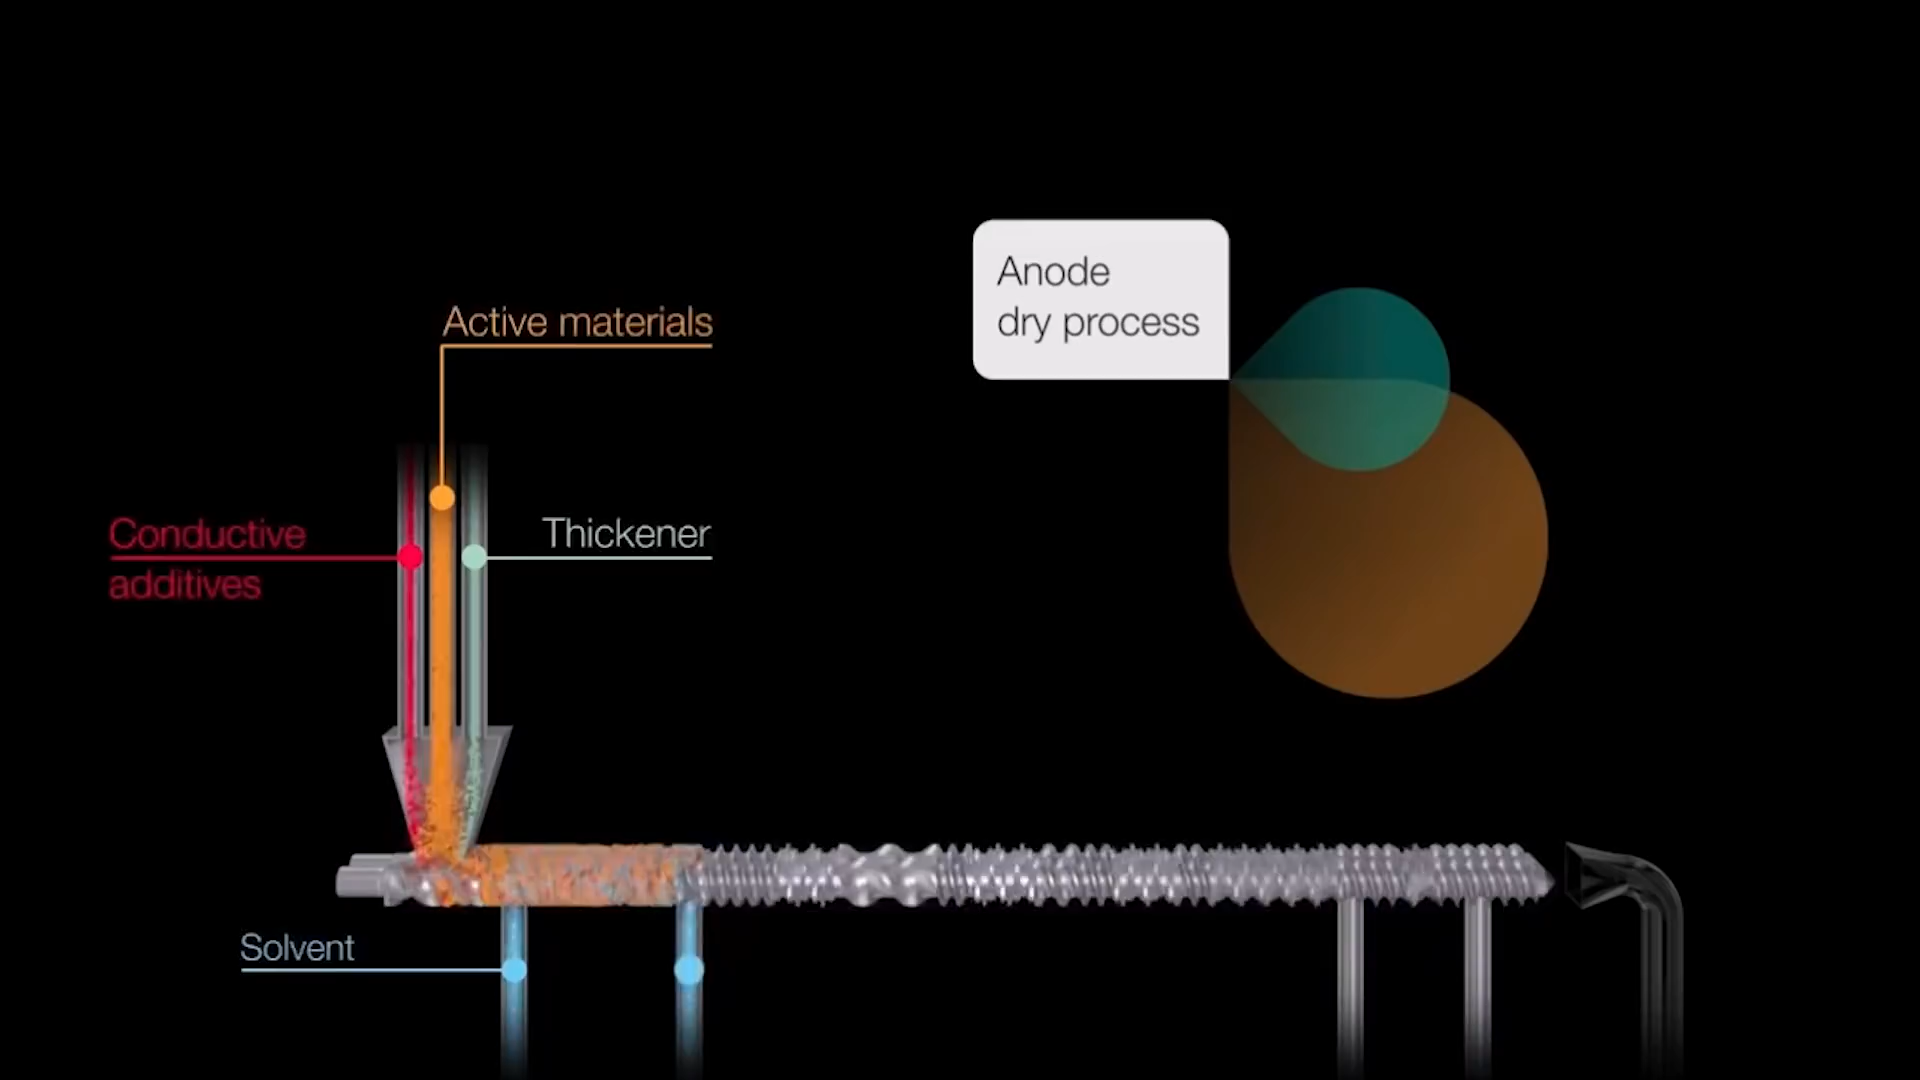 Anode
dry process
Active materials
Conductive
additives
Thickener
Solvent